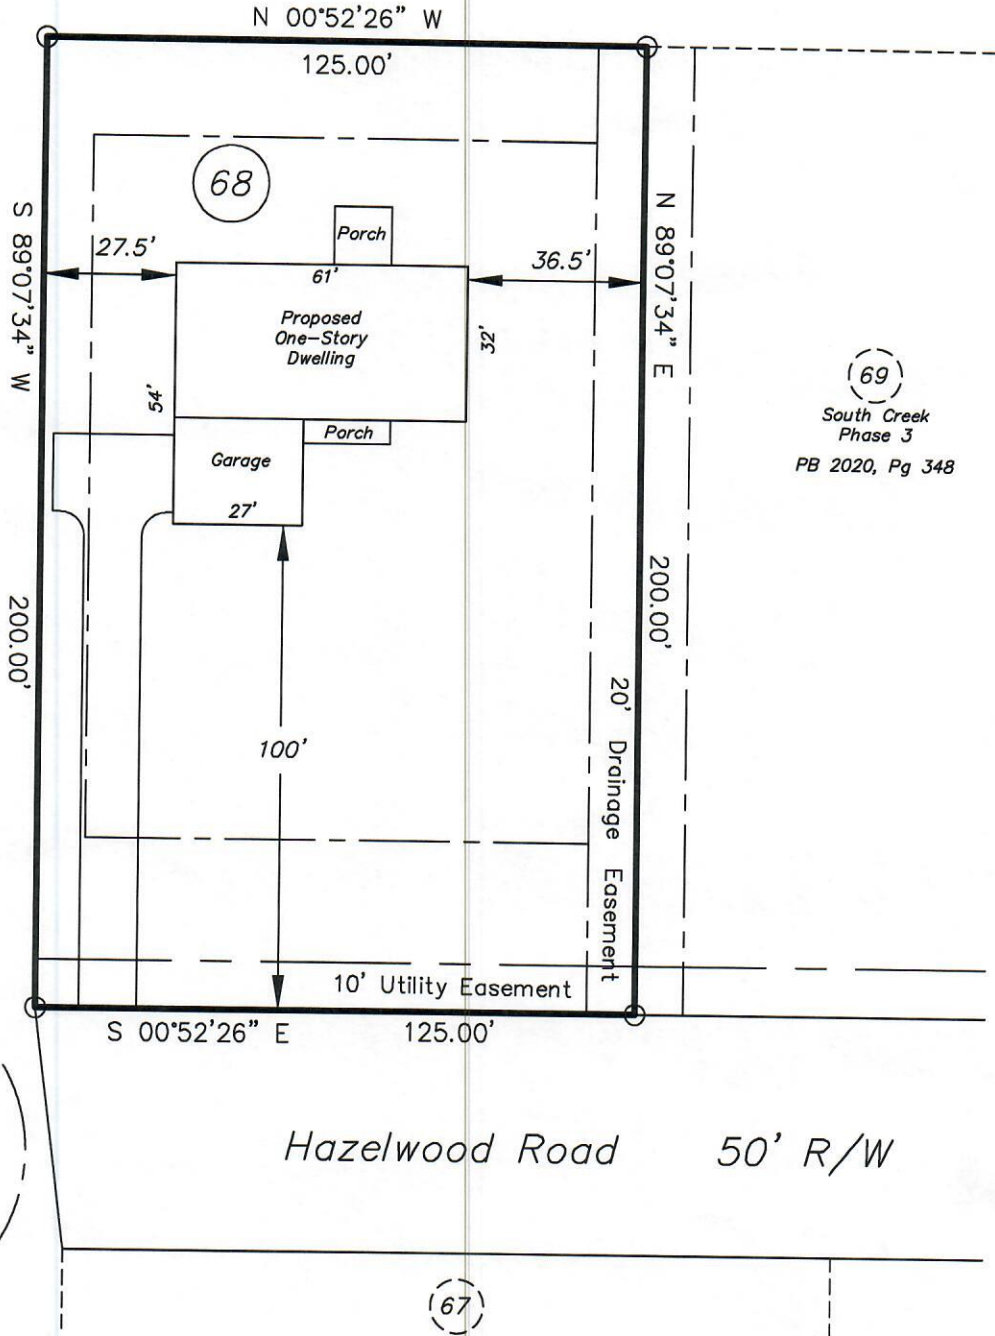 N 00°52'26" W
125.00'
68
S 89°07'34" W
200.00'
27.5'
Porch
61'
36.5'
N 89°07'34" E
200.00'
Proposed
One-Story
Dwelling
32'
54'
Porch
Garage
27'
69
South Creek
Phase 3
PB 2020, Pg 348
100'
20' Drainage Easement
10' Utility Easement
S 00°52'26" E 125.00'
Hazelwood Road 50' R/W
67